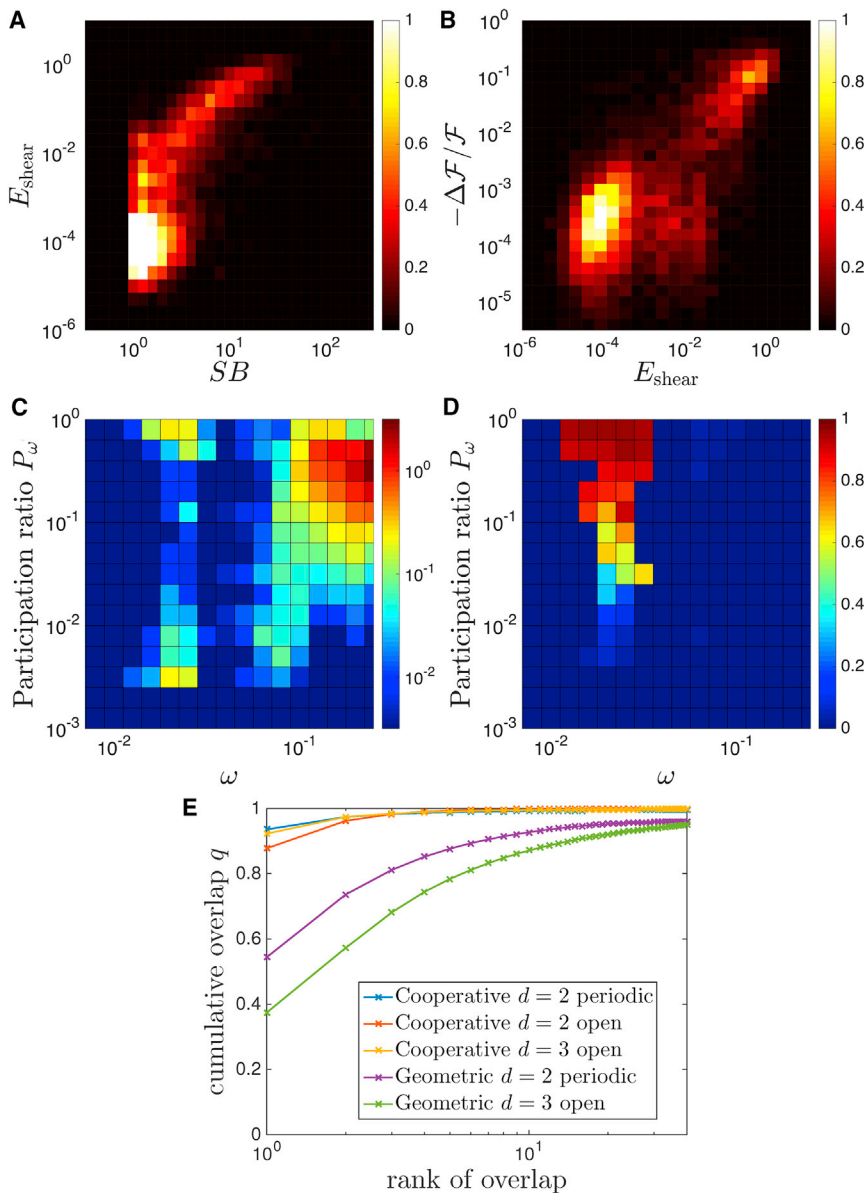 A
B
10^0
10^-2
10^-4
10^-6
E_shear
10^0
10^1
10^2
SB
1
0.8
0.6
0.4
0.2
0
10^-1
10^-2
10^-3
10^-4
10^-5
−Δℱ/ℱ
10^-6
10^-4
10^-2
10^0
E_shear
1
0.8
0.6
0.4
0.2
0
C
D
10^0
10^-1
10^-2
10^-3
Participation ratio P_ω
10^-2
10^-1
ω
10^0
10^-1
10^-2
10^0
10^-1
10^-2
10^-3
Participation ratio P_ω
10^-2
10^-1
ω
1
0.8
0.6
0.4
0.2
0
E
1
0.8
0.6
0.4
0.2
0
cumulative overlap q
Cooperative d = 2 periodic
Cooperative d = 2 open
Cooperative d = 3 open
Geometric d = 2 periodic
Geometric d = 3 open
10^0
10^1
rank of overlap